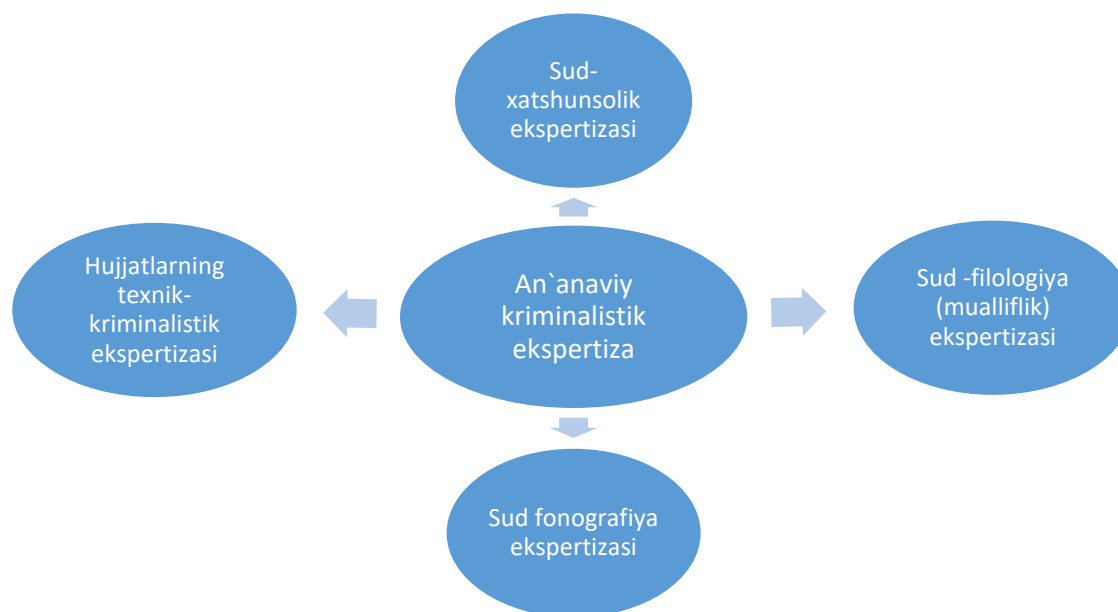 Sud-
xatshunsolik
ekspertizasi
Hujjatlarning
texnik-
kriminalistik
ekspertizasi
An`anaviy
kriminalistik
ekspertiza
Sud -filologiya
(mualliflik)
ekspertizasi
Sud fonografiya
ekspertizasi